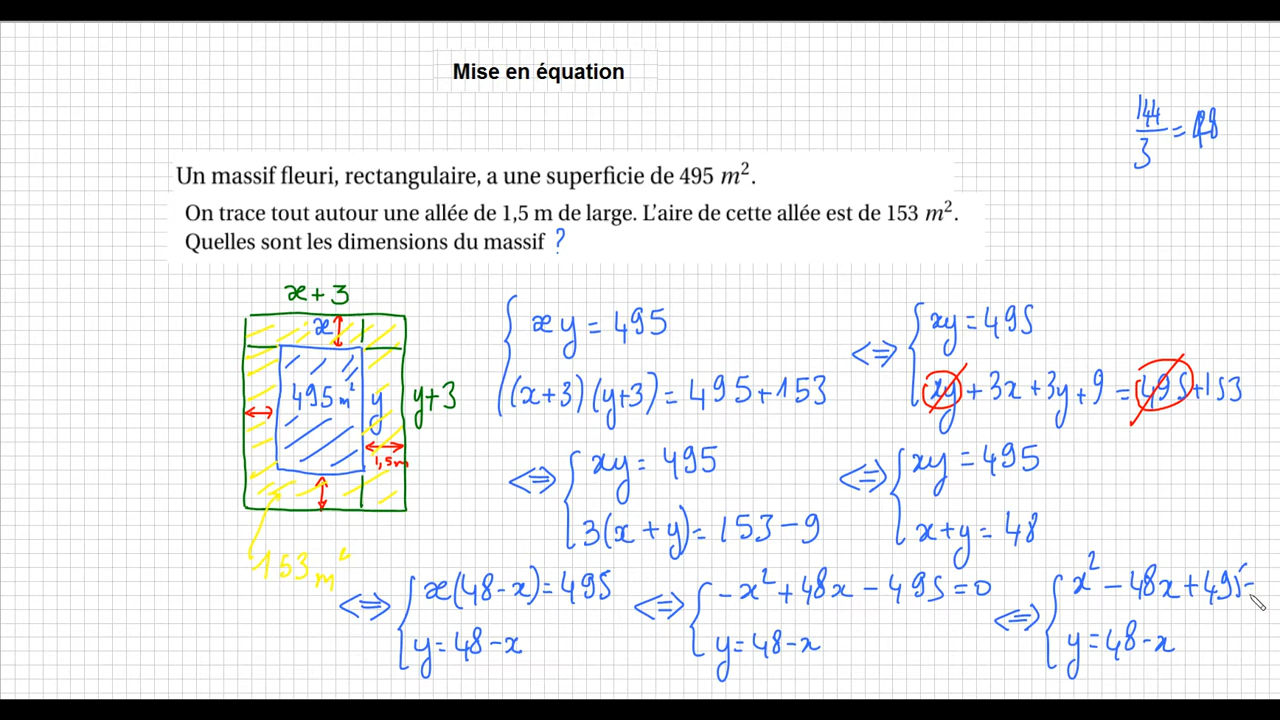 Mise en équation
144/3 = 48
Un massif fleuri, rectangulaire, a une superficie de 495 m².
On trace tout autour une allée de 1,5 m de large. L'aire de cette allée est de 153 m².
Quelles sont les dimensions du massif ?
x + 3
x
495 m²
y
y+3
1,5m
153 m²
{ xy = 495
(x+3)(y+3) = 495+153
<=> { xy = 495
xy + 3x + 3y + 9 = 495 + 153
<=> { xy = 495
3(x + y) = 153 - 9
<=> { xy = 495
x + y = 48
<=> { x(48 - x) = 495
y = 48 - x
<=> { -x² + 48x - 495 = 0
y = 48 - x
<=> { x² - 48x + 495 =
y = 48 - x